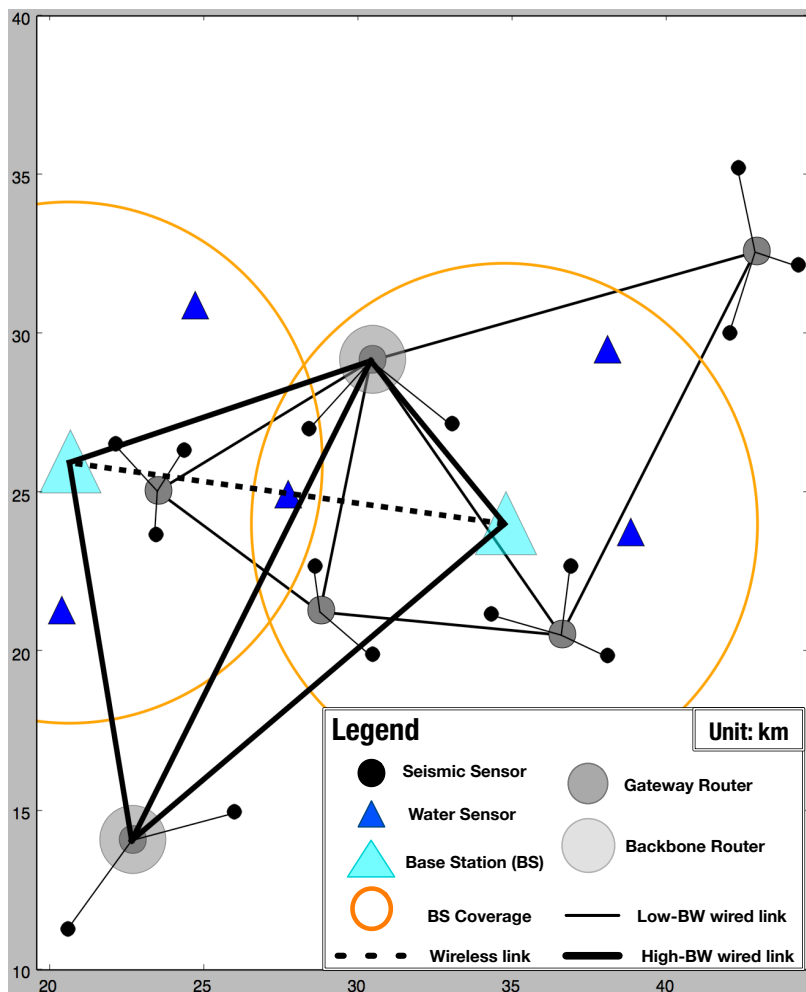 40
35
30
25
20
15
10
20
25
30
35
40
Legend
Unit: km
Seismic Sensor
Gateway Router
Water Sensor
Base Station (BS)
Backbone Router
BS Coverage
Low-BW wired link
Wireless link
High-BW wired link